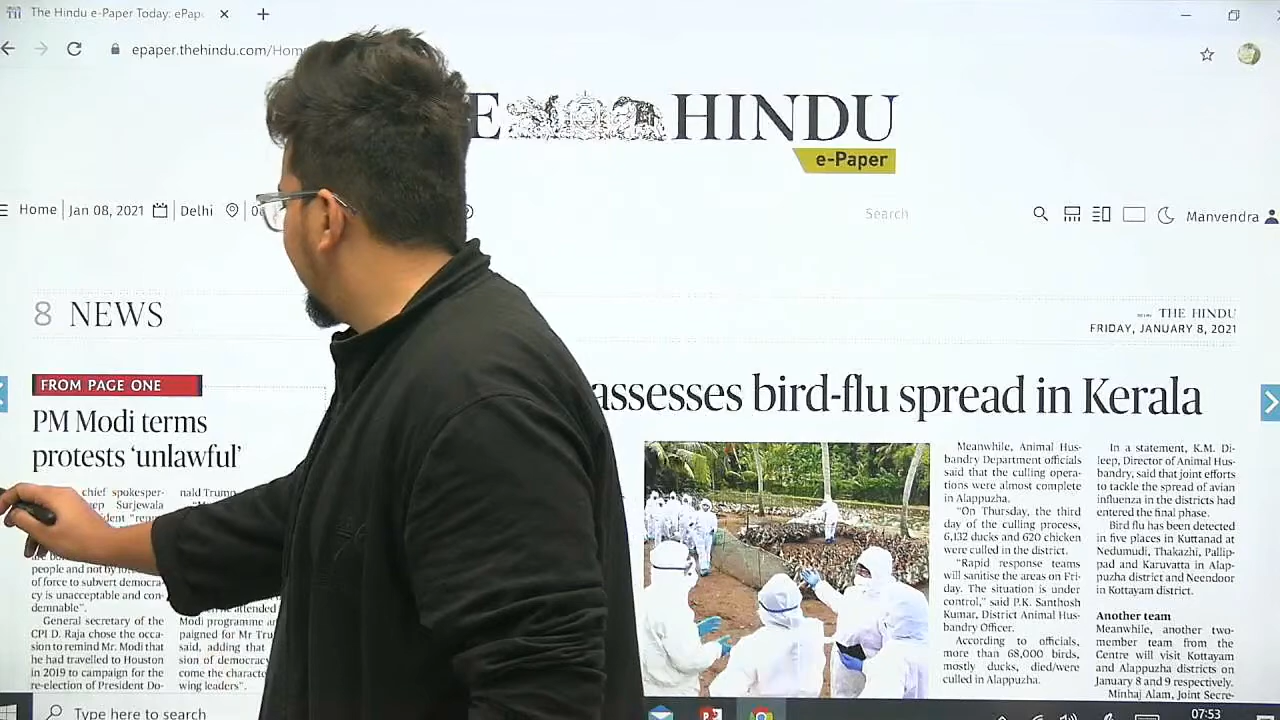 The Hindu e-Paper Today: ePap
epaper.thehindu.com/Hom
E HINDU
e-Paper
Home Jan 08, 2021 Delhi
Search
Manvendra
8 NEWS
THE HINDU
FRIDAY, JANUARY 8, 2021
FROM PAGE ONE
PM Modi terms
protests ‘unlawful’
chief spokesper-
Surjewala
people and not by
of force to subvert democra-
cy is unacceptable and con-
demnable”.
General secretary of the
CPI D. Raja chose the occa-
sion to remind Mr. Modi that
he had travelled to Houston
in 2019 to campaign for the
re-election of President Do-
nald Trump
attended
Modi programme
paigned for Mr Tru
said, adding that
sion of democrac
come the characte
wing leaders”.
assesses bird-flu spread in Kerala
Meanwhile, Animal Hus-
bandry Department officials
said that the culling opera-
tions were almost complete
in Alappuzha.
“On Thursday, the third
day of the culling process,
6,132 ducks and 620 chicken
were culled in the district.
“Rapid response teams
will sanitise the areas on Fri-
day. The situation is under
control,” said P.K. Santhosh
Kumar, District Animal Hus-
bandry Officer.
According to officials,
more than 68,000 birds,
mostly ducks, died/were
culled in Alappuzha.
In a statement, K.M. Di-
leep, Director of Animal Hus-
bandry, said that joint efforts
to tackle the spread of avian
influenza in the districts had
entered the final phase.
Bird flu has been detected
in five places in Kuttanad at
Nedumudi, Thakazhi, Pallip-
pad and Karuvatta in Alap-
puzha district and Neendoor
in Kottayam district.
Another team
Meanwhile, another two-
member team from the
Centre will visit Kottayam
and Alappuzha districts on
January 8 and 9 respectively.
Minhaj Alam, Joint Secre-
Type here to search
07:53